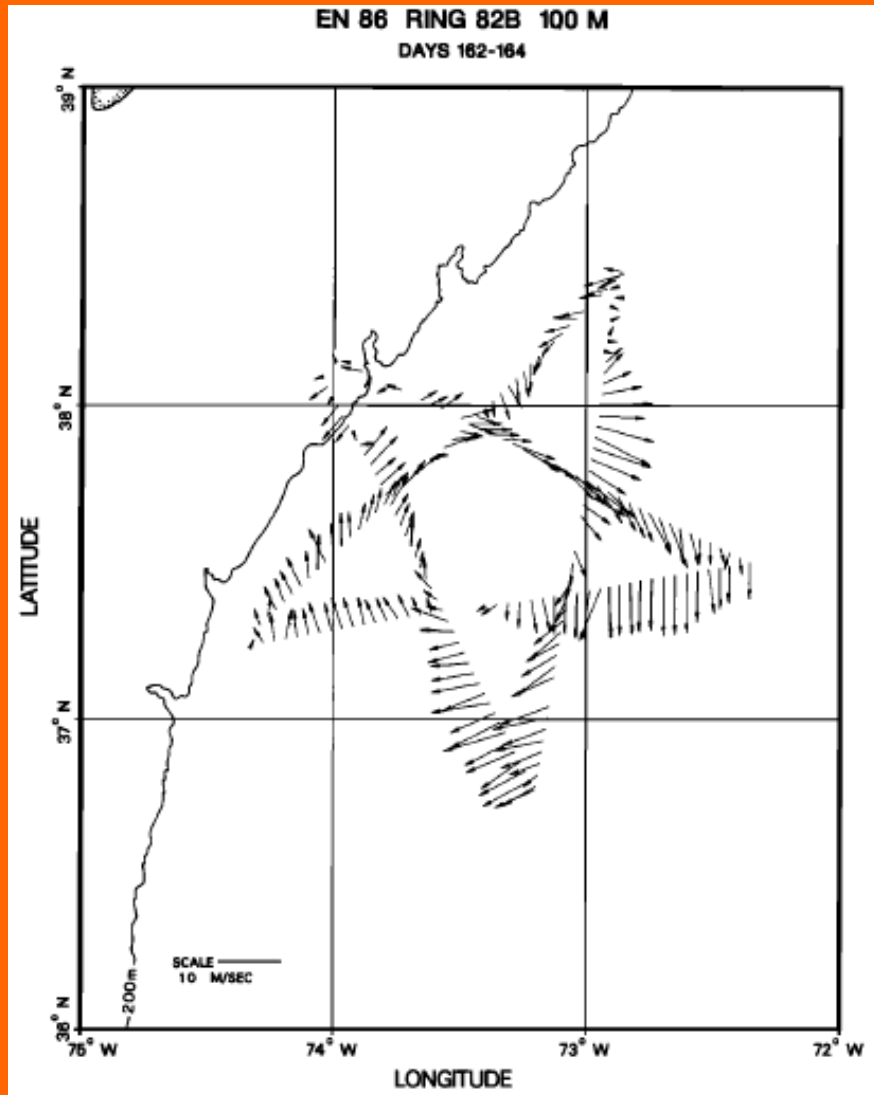 EN 86 RING 82B 100 M
DAYS 162-164
39° N
38° N
LATITUDE
37° N
SCALE
10 M/SEC
200m
36° N
75° W 74° W 73° W 72° W
LONGITUDE